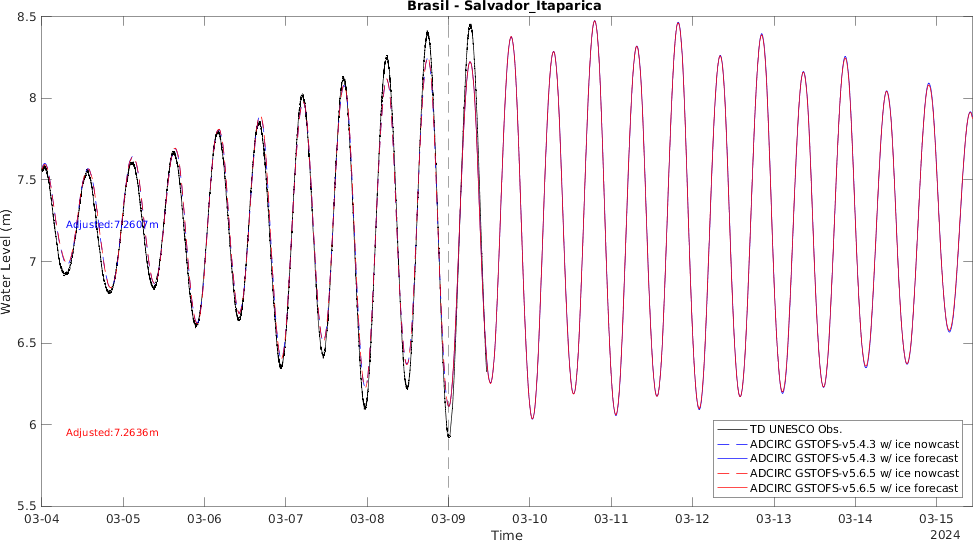 Brasil - Salvador_Itaparica
8.5
8
7.5
7
6.5
6
5.5
Water Level (m)
Adjusted:7.2607m
Adjusted:7.2636m
TD UNESCO Obs.
ADCIRC GSTOFS-v5.4.3 w/ ice nowcast
ADCIRC GSTOFS-v5.4.3 w/ ice forecast
ADCIRC GSTOFS-v5.6.5 w/ ice nowcast
ADCIRC GSTOFS-v5.6.5 w/ ice forecast
03-04 03-05 03-06 03-07 03-08 03-09 03-10 03-11 03-12 03-13 03-14 03-15
Time
2024